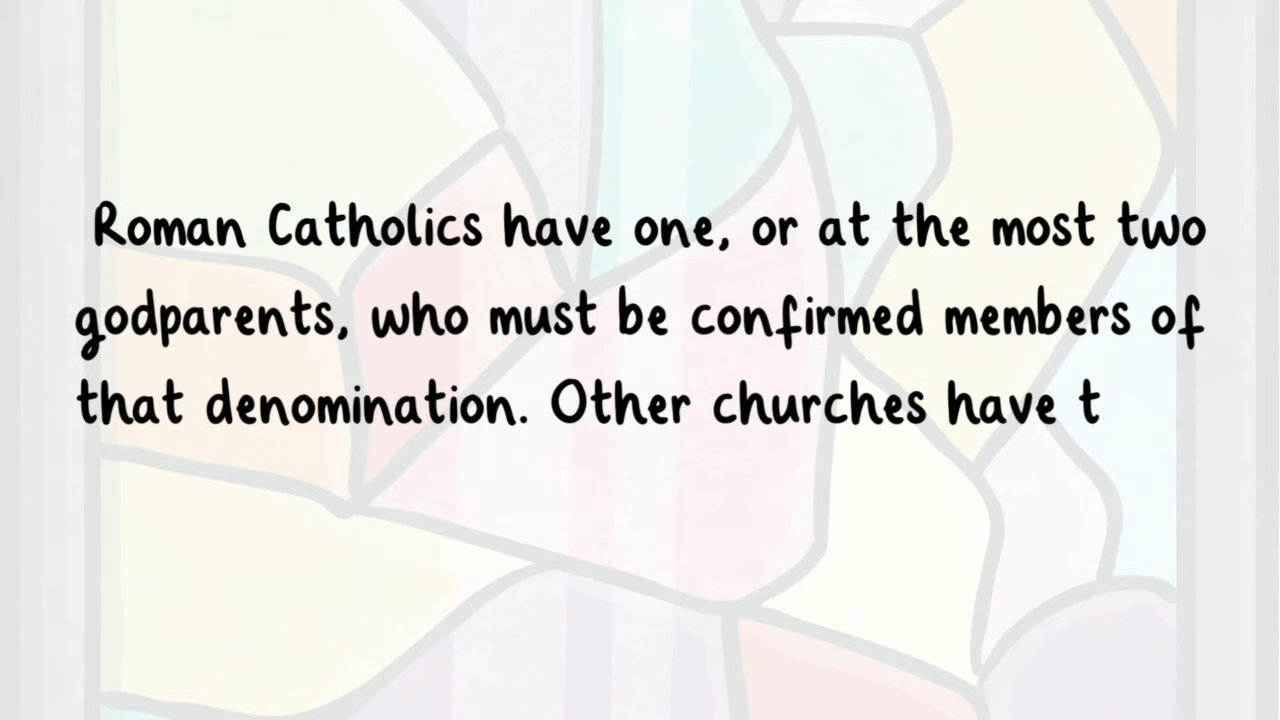 Roman Catholics have one, or at the most two
godparents, who must be confirmed members of
that denomination. Other churches have t